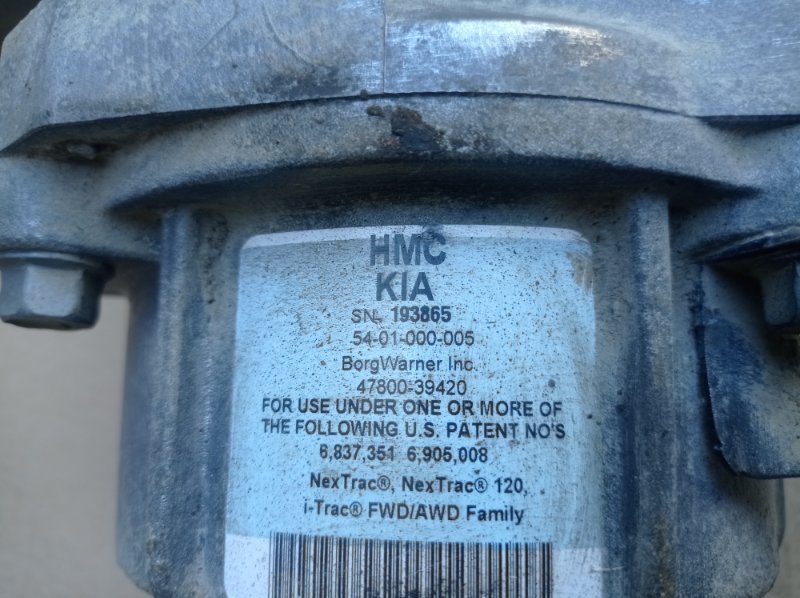 HMC
KIA
SN. 193865
54-01-000-005
BorgWarner Inc.
47800-39420
FOR USE UNDER ONE OR MORE OF
THE FOLLOWING U.S. PATENT NO'S
6,837,351 6,905,008
NexTrac®, NexTrac® 120,
i-Trac® FWD/AWD Family